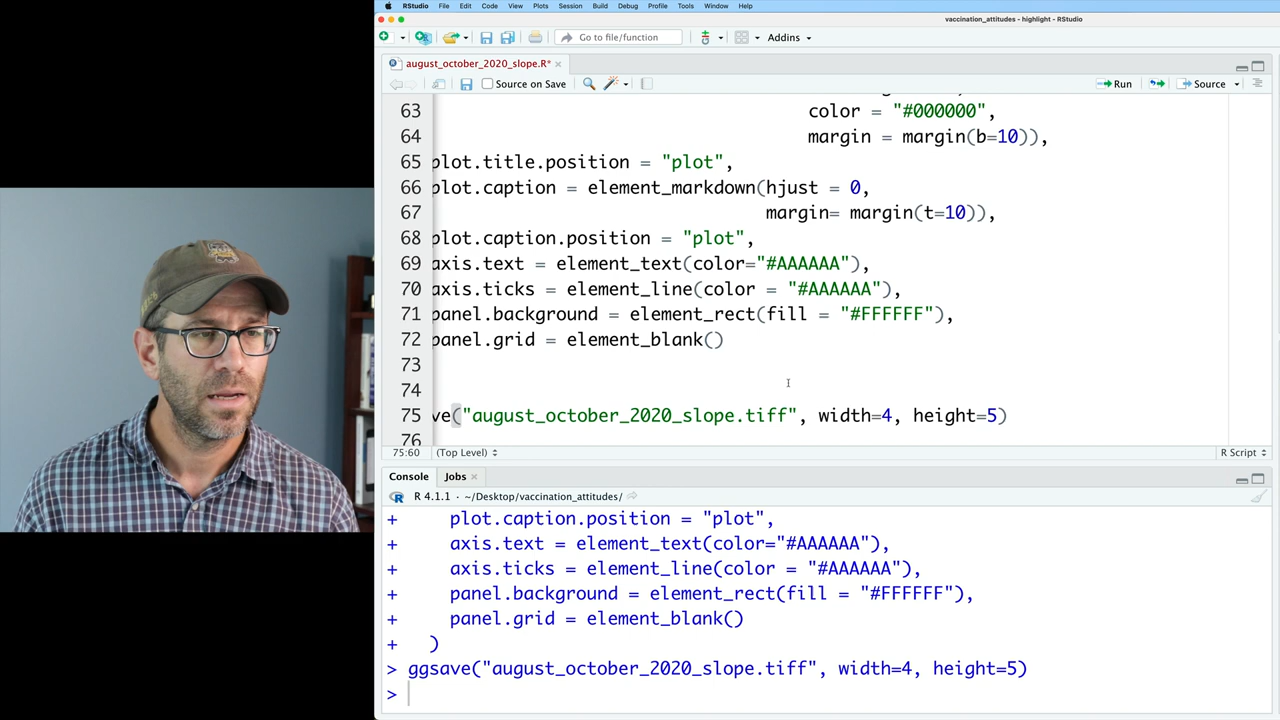 RStudio File Edit Code View Plots Session Build Debug Profile Tools Window Help
vaccination_attitudes - highlight - RStudio
Go to file/function Addins
august_october_2020_slope.R*
Source on Save Run Source
63 color = "#000000",
64 margin = margin(b=10)),
65 plot.title.position = "plot",
66 plot.caption = element_markdown(hjust = 0,
67 margin= margin(t=10)),
68 plot.caption.position = "plot",
69 axis.text = element_text(color="#AAAAAA"),
70 axis.ticks = element_line(color = "#AAAAAA"),
71 panel.background = element_rect(fill = "#FFFFFF"),
72 panel.grid = element_blank()
73
74
75 ve("august_october_2020_slope.tiff", width=4, height=5)
76
75:60 (Top Level) R Script
Console Jobs
R 4.1.1 · ~/Desktop/vaccination_attitudes/
+ plot.caption.position = "plot",
+ axis.text = element_text(color="#AAAAAA"),
+ axis.ticks = element_line(color = "#AAAAAA"),
+ panel.background = element_rect(fill = "#FFFFFF"),
+ panel.grid = element_blank()
+ )
> ggsave("august_october_2020_slope.tiff", width=4, height=5)
>